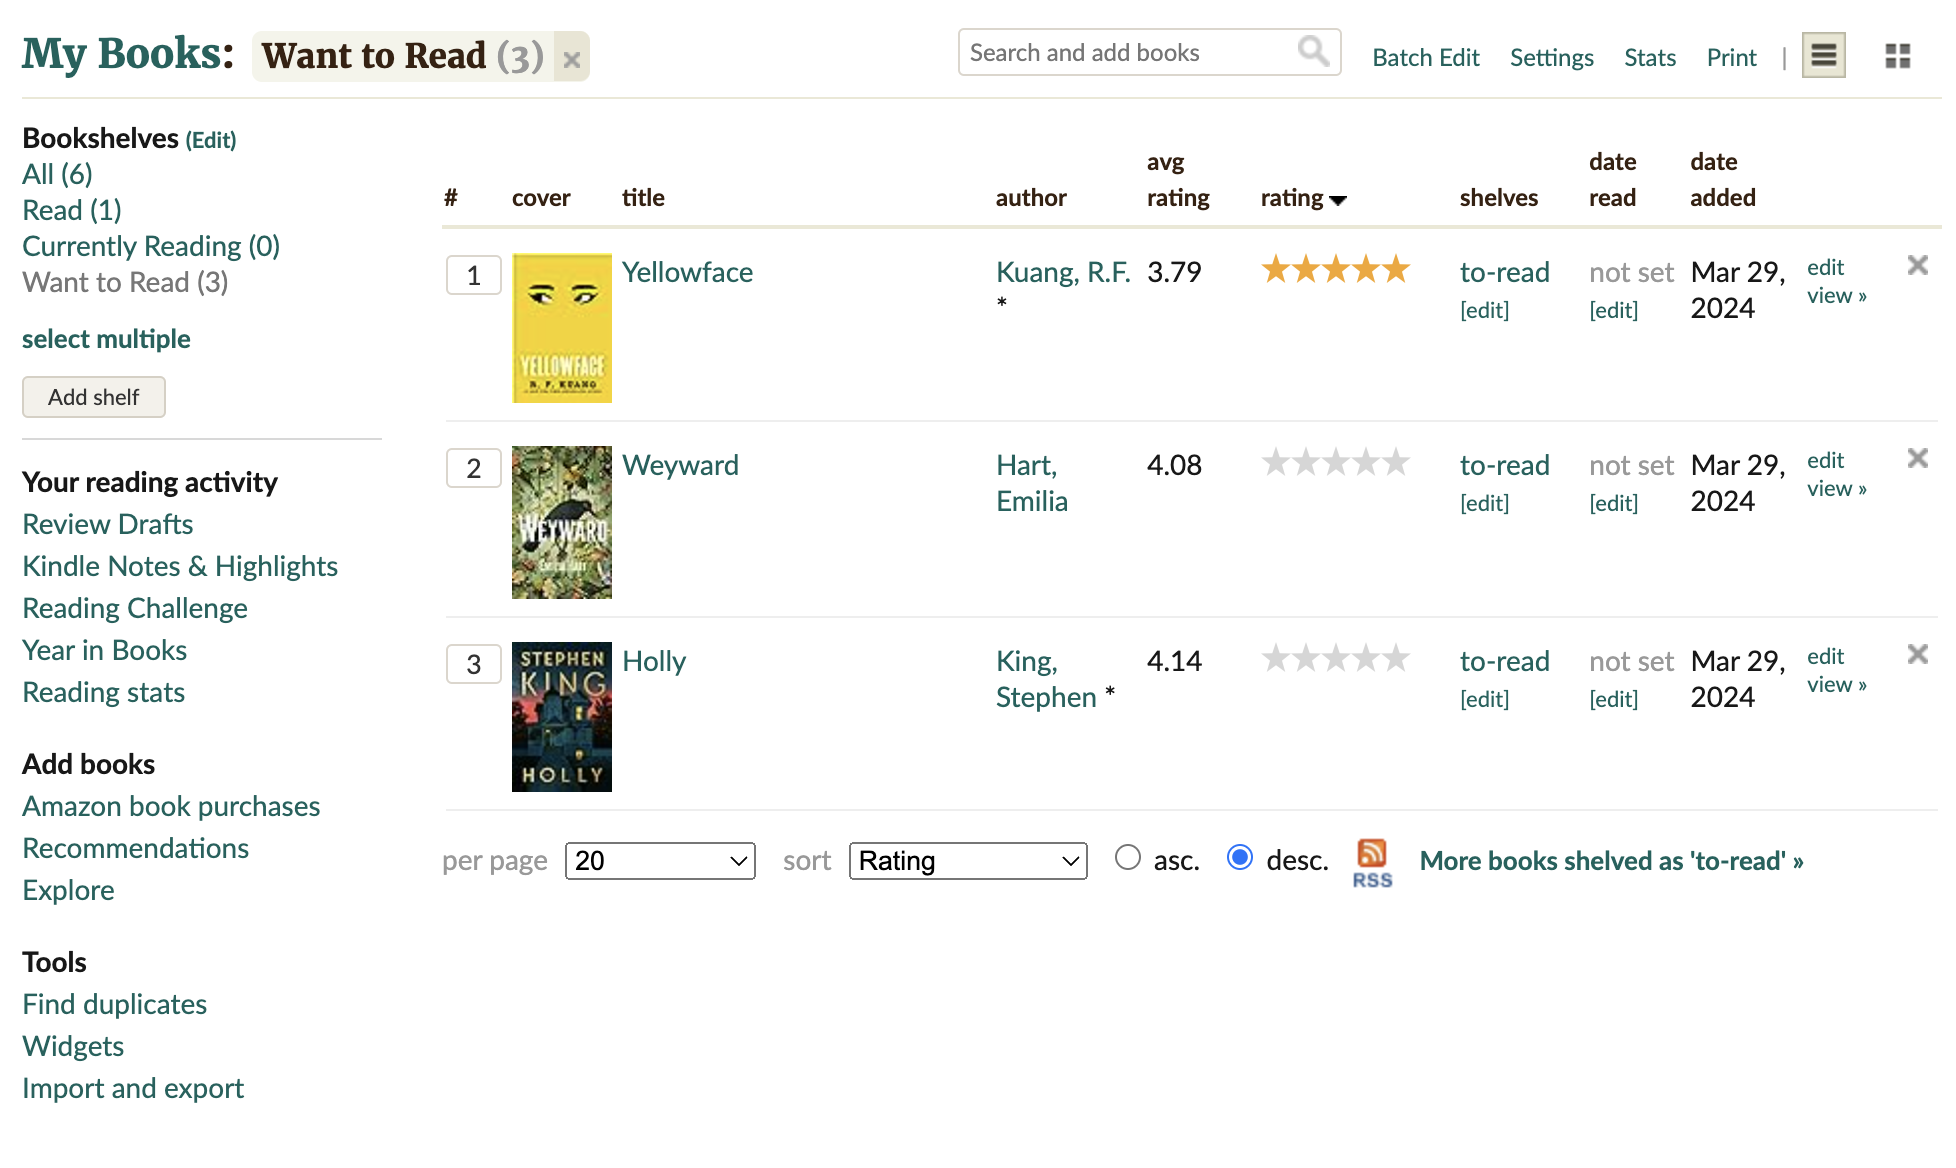 My Books: Want to Read (3) ×
Search and add books
Batch Edit Settings Stats Print |
Bookshelves (Edit)
All (6)
Read (1)
Currently Reading (0)
Want to Read (3)
select multiple
Add shelf
Your reading activity
Review Drafts
Kindle Notes & Highlights
Reading Challenge
Year in Books
Reading stats
Add books
Amazon book purchases
Recommendations
Explore
Tools
Find duplicates
Widgets
Import and export
# cover title author avg rating rating shelves date read date added
1 Yellowface Kuang, R.F. 3.79 to-read not set Mar 29, edit
* [edit] [edit] 2024 view »
YELLOWFACE
R. F. KUANG
2 Weyward Hart, 4.08 to-read not set Mar 29, edit
Emilia [edit] [edit] 2024 view »
WEYWARD
EMILIA HART
3 Holly King, 4.14 to-read not set Mar 29, edit
Stephen * [edit] [edit] 2024 view »
STEPHEN
KING
HOLLY
per page 20 sort Rating asc. desc. RSS More books shelved as 'to-read' »